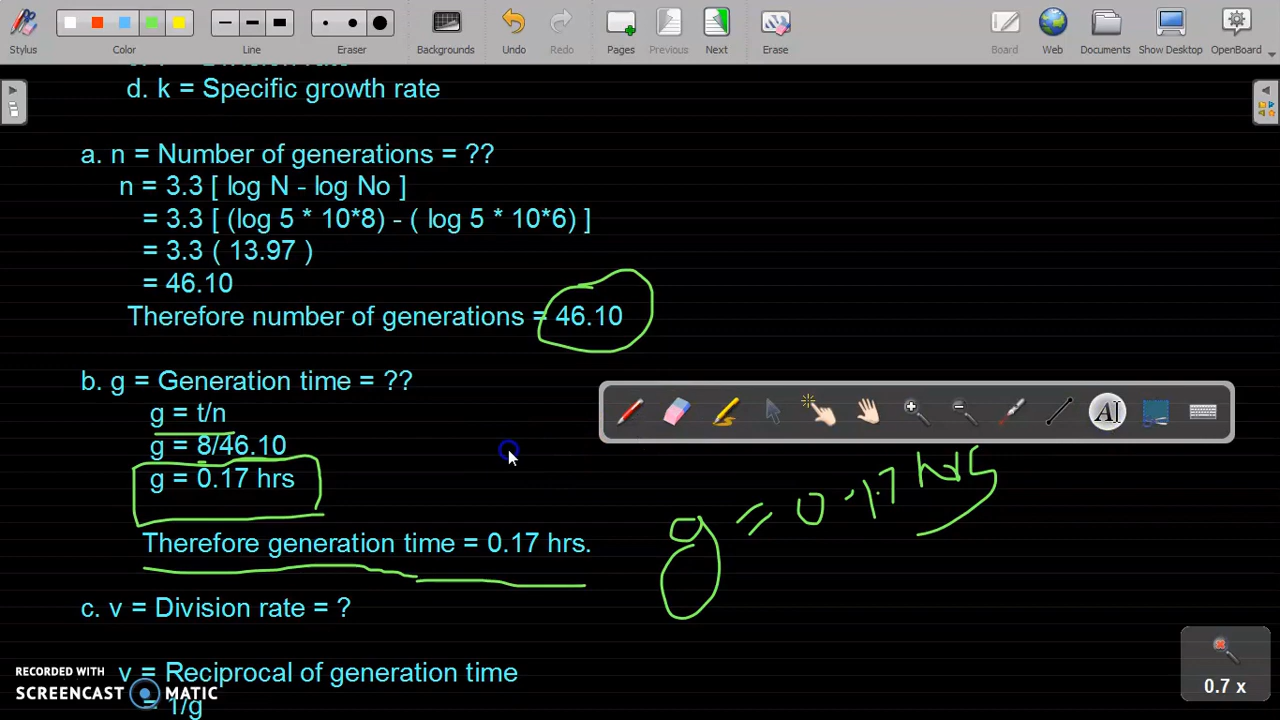 Stylus
Color
Line
Eraser
Backgrounds
Undo
Redo
Pages
Previous
Next
Erase
Board
Web
Documents
Show Desktop
OpenBoard
d. k = Specific growth rate
a. n = Number of generations = ??
n = 3.3 [ log N - log No ]
= 3.3 [ (log 5 * 10*8) - ( log 5 * 10*6) ]
= 3.3 ( 13.97 )
= 46.10
Therefore number of generations = 46.10
b. g = Generation time = ??
g = t/n
g = 8/46.10
g = 0.17 hrs
AI
g = 0.17 hrs
Therefore generation time = 0.17 hrs.
c. v = Division rate = ?
v = Reciprocal of generation time
= 1/g
RECORDED WITH
SCREENCAST MATIC
0.7 x